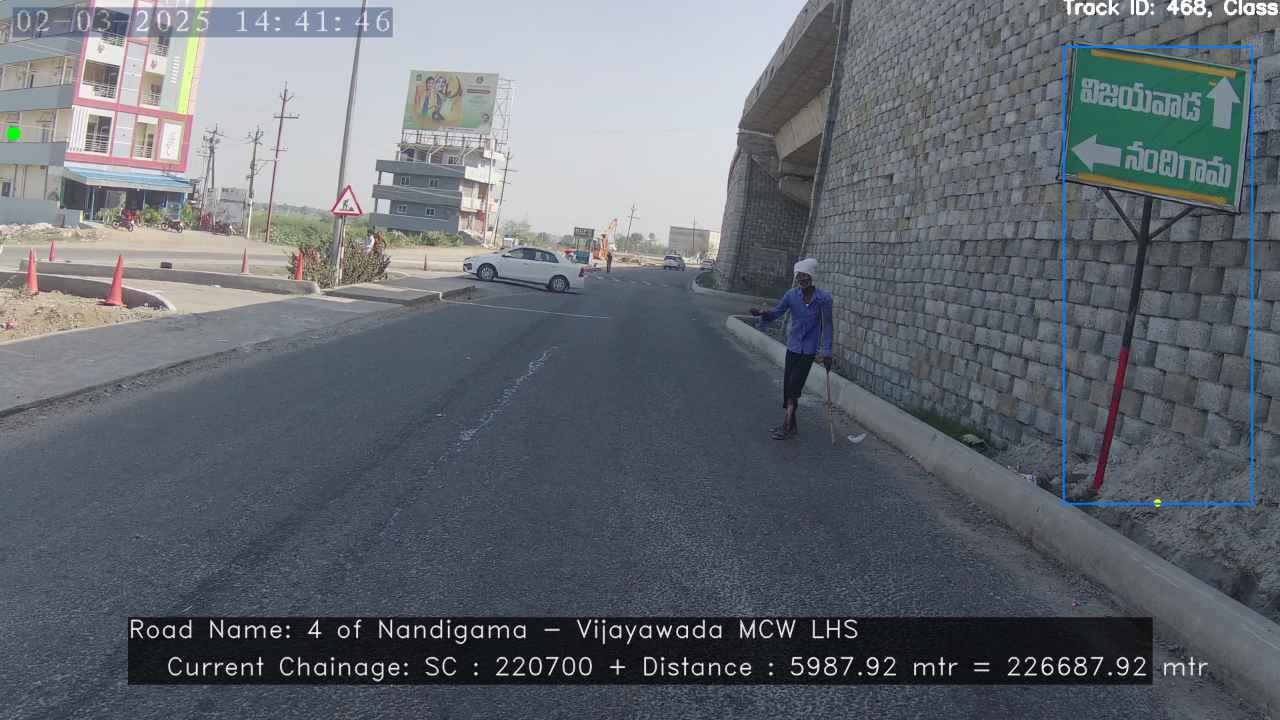 02-03-2025 14:41:46
Track ID: 468, Class
విజయవాడ
నందిగామ
Road Name: 4 of Nandigama - Vijayawada MCW LHS
Current Chainage: SC : 220700 + Distance : 5987.92 mtr = 226687.92 mtr